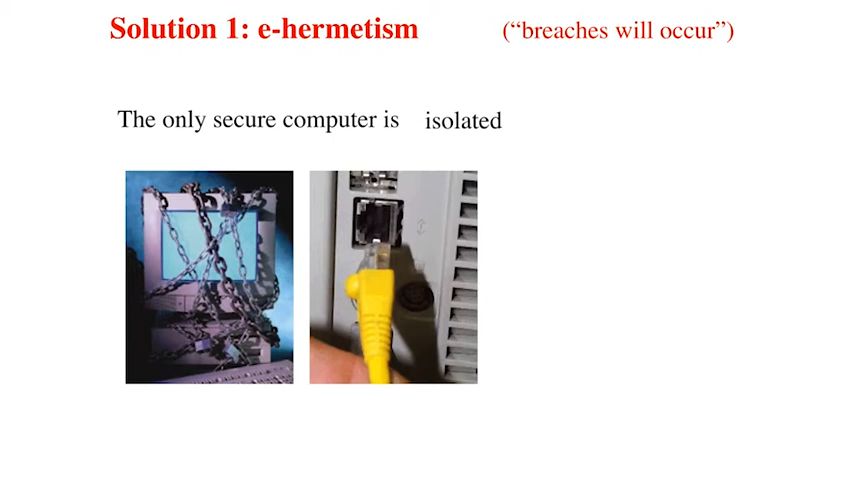 Solution 1: e-hermetism (“breaches will occur”)
The only secure computer is isolated